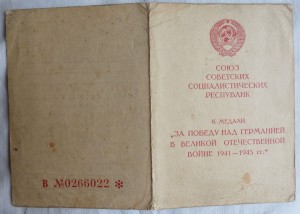 СОЮЗ
СОВЕТСКИХ
СОЦИАЛИСТИЧЕСКИХ
РЕСПУБЛИК
К МЕДАЛИ
„ЗА ПОБЕДУ НАД ГЕРМАНИЕЙ
В ВЕЛИКОЙ ОТЕЧЕСТВЕННОЙ
ВОЙНЕ 1941—1945 гг."
В №0266022 *